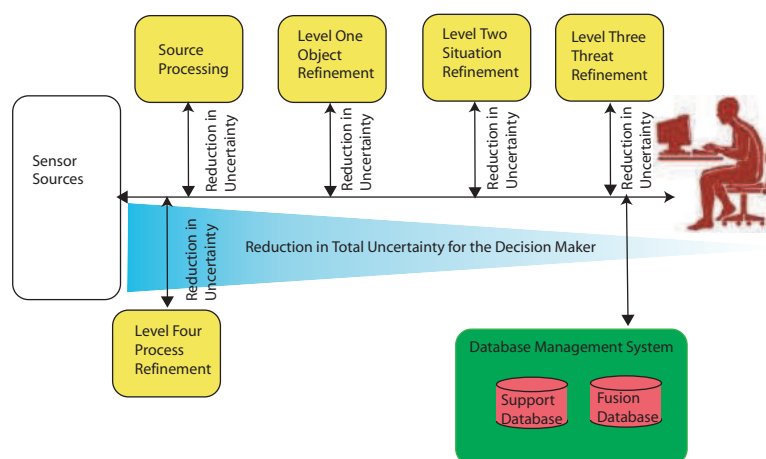 Source
Processing
Level One
Object
Refinement
Level Two
Situation
Refinement
Level Three
Threat
Refinement
Sensor
Sources
Reduction in
Uncertainty
Reduction in
Uncertainty
Reduction in
Uncertainty
Reduction in
Uncertainty
Reduction in Total Uncertainty for the Decision Maker
Reduction in
Uncertainty
Level Four
Process
Refinement
Database Management System
Support
Database
Fusion
Database